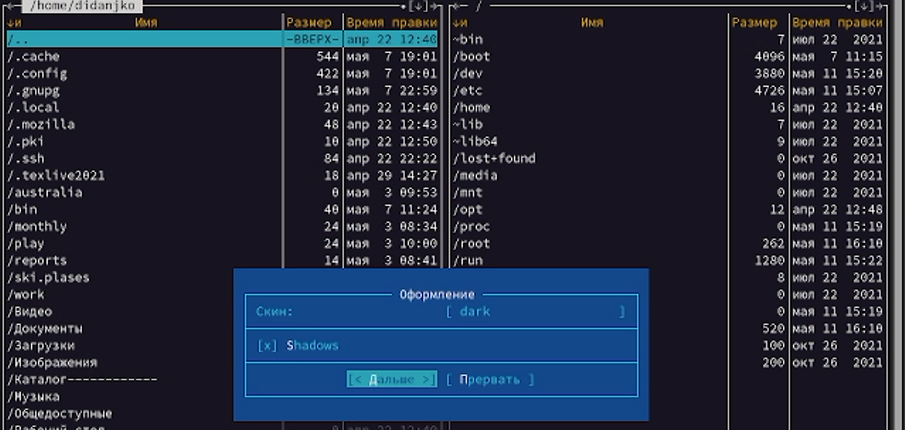 /home/didanjko
↓и Имя Размер Время правки
/.. -ВВЕРХ- апр 22 12:40
/.cache 544 мая 7 19:01
/.config 422 мая 7 19:01
/.gnupg 134 мая 7 22:59
/.local 20 апр 22 12:40
/.mozilla 48 апр 22 12:43
/.pki 10 апр 22 12:50
/.ssh 84 апр 22 22:22
/.texlive2021 18 апр 29 14:27
/australia 0 мая 3 09:53
/bin 40 мая 7 11:24
/monthly 24 мая 3 08:34
/play 24 мая 3 10:00
/reports 14 мая 3 08:41
/ski.plases
/work
/Видео
/Документы
/Загрузки
/Изображения
/Каталог-------------
/Музыка
/Общедоступные
/Рабочий стол 0 апр 22 12:40
/
↓и Имя Размер Время правки
~bin 7 июл 22 2021
/boot 4096 мая 7 11:15
/dev 3880 мая 11 15:20
/etc 4726 мая 11 15:07
/home 16 апр 22 12:40
~lib 7 июл 22 2021
~lib64 9 июл 22 2021
/lost+found 0 окт 26 2021
/media 0 июл 22 2021
/mnt 0 июл 22 2021
/opt 12 апр 22 12:48
/proc 0 мая 11 15:19
/root 262 мая 11 16:10
/run 1280 мая 11 15:22
8 июл 22 2021
0 июл 22 2021
0 мая 11 15:19
520 мая 11 16:10
100 окт 26 2021
200 окт 26 2021
Оформление
Скин: [ dark ]
[x] Shadows
[< Дальше >] [ Прервать ]